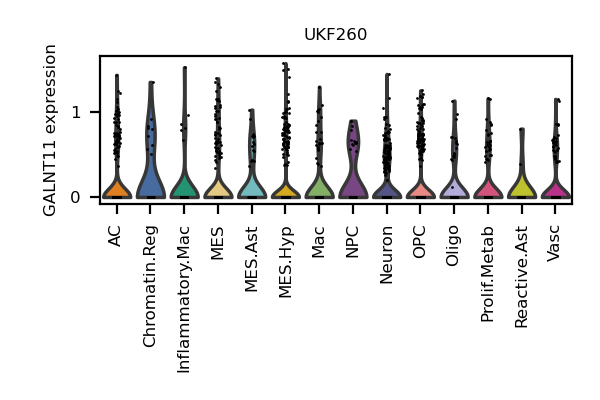 UKF260
GALNT11 expression
1
0
AC
Chromatin.Reg
Inflammatory.Mac
MES
MES.Ast
MES.Hyp
Mac
NPC
Neuron
OPC
Oligo
Prolif.Metab
Reactive.Ast
Vasc